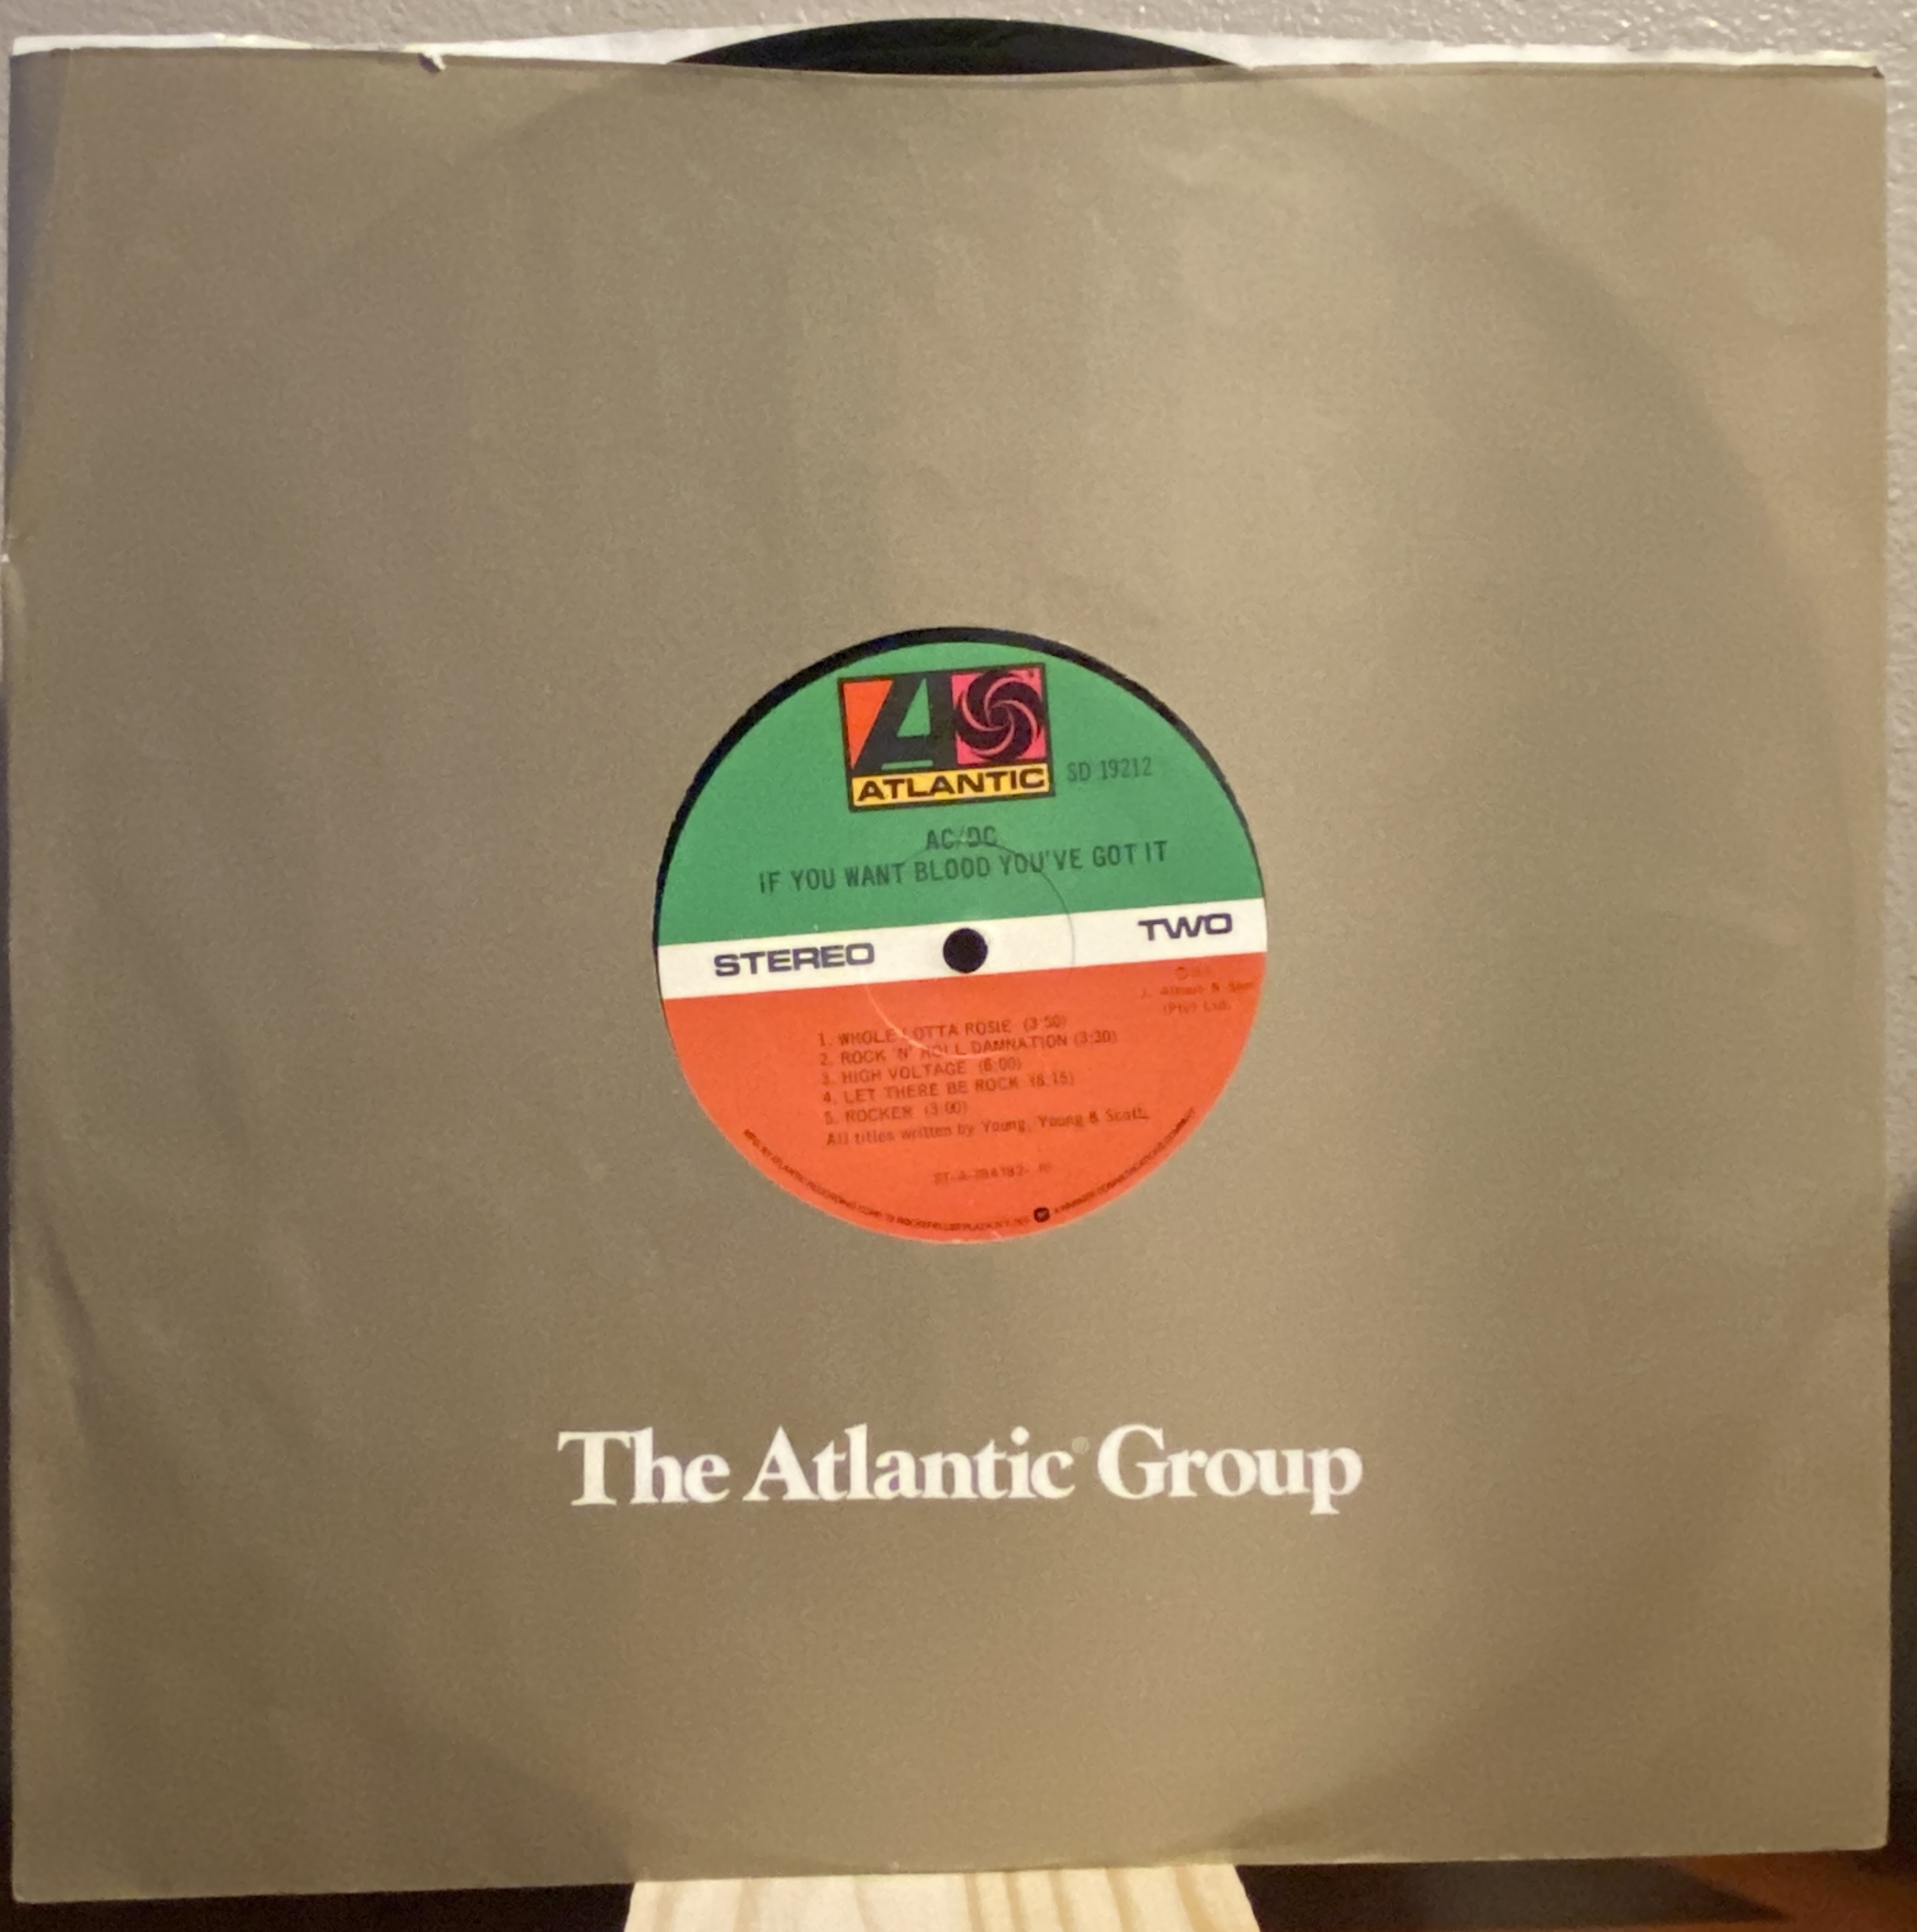 ATLANTIC
SD 19212
AC/DC
IF YOU WANT BLOOD YOU'VE GOT IT
STEREO
TWO
(Pty) Ltd.
1. WHOLE LOTTA ROSIE (3:50)
2. ROCK 'N' ROLL DAMNATION (3:30)
3. HIGH VOLTAGE (6:00)
4. LET THERE BE ROCK (8:15)
5. ROCKER (3:00)
All titles written by Young, Young & Scott
The Atlantic® Group